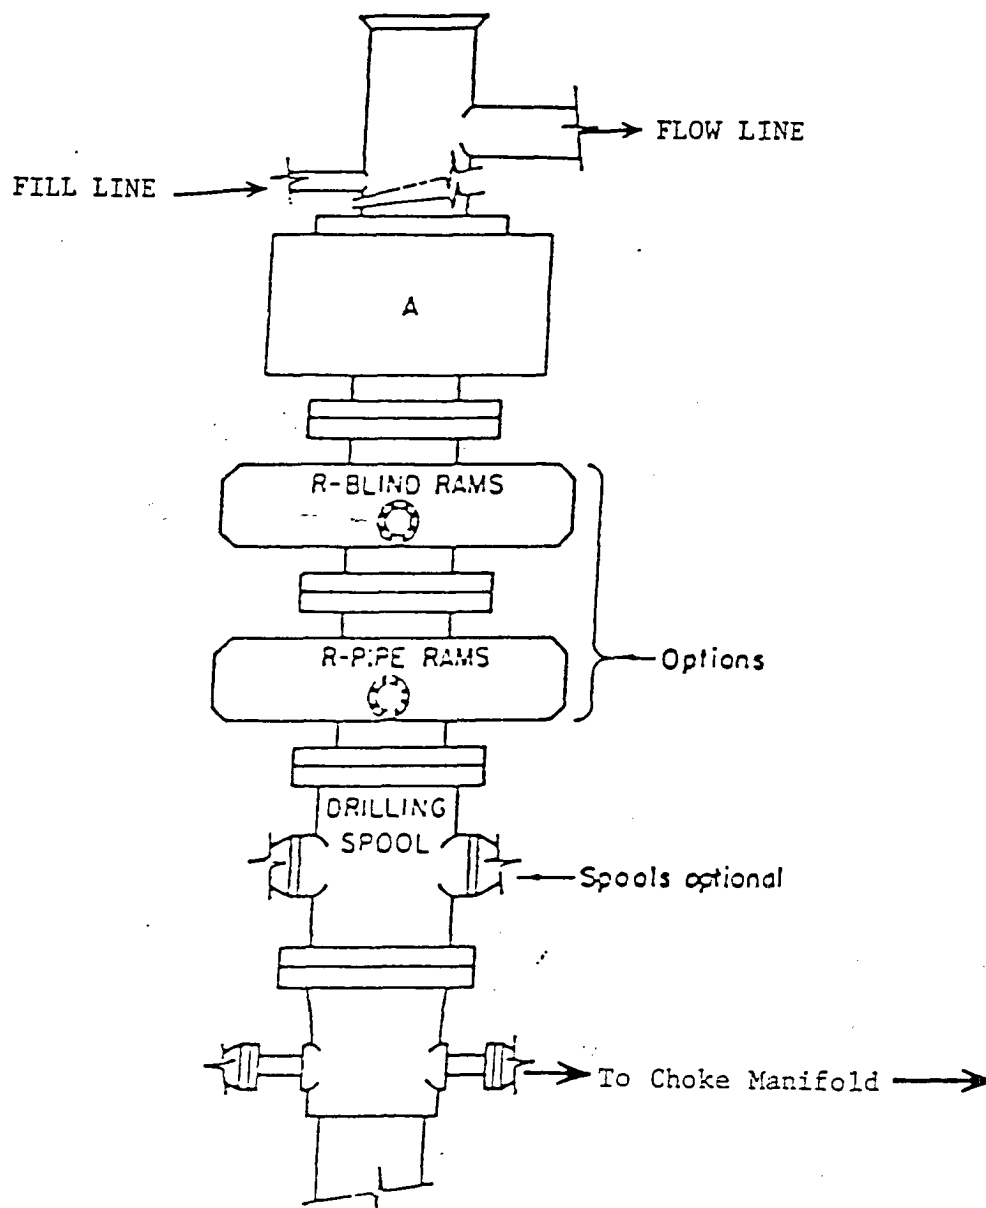 FLOW LINE
FILL LINE
A
R-BLIND RAMS
R-PIPE RAMS
Options
DRILLING
SPOOL
Spools optional
To Choke Manifold